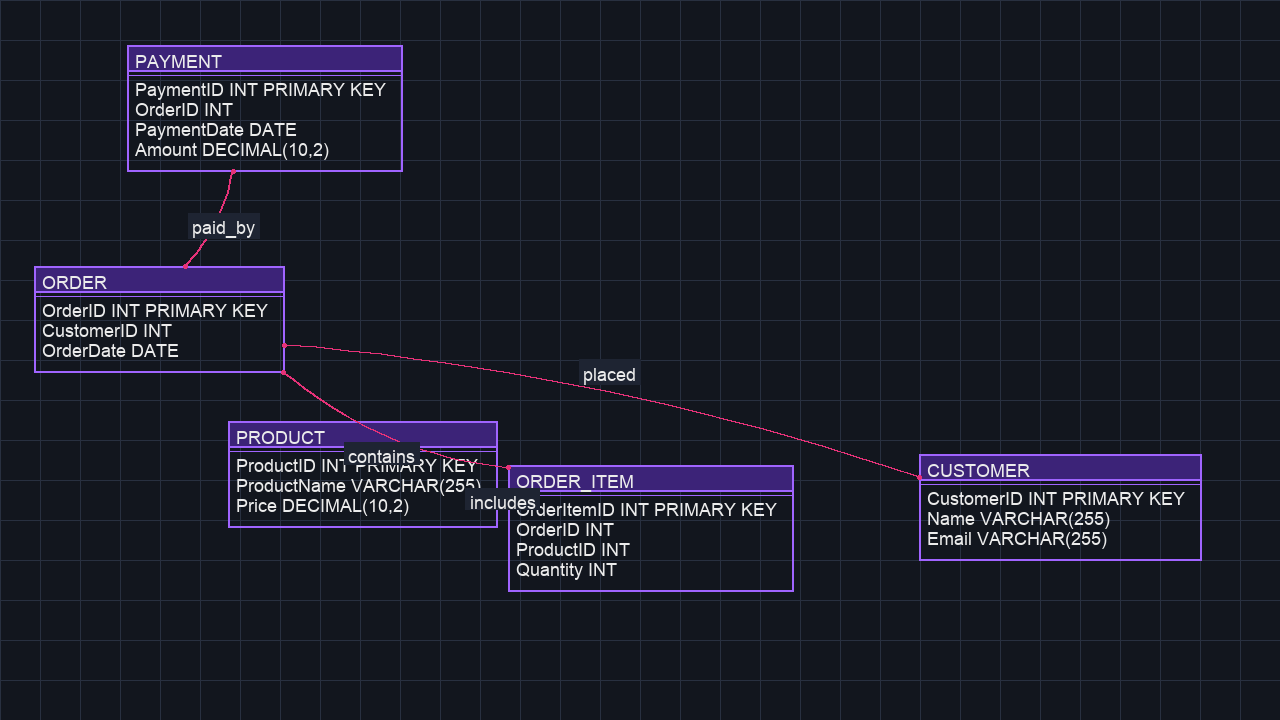 PAYMENT
PaymentID INT PRIMARY KEY
OrderID INT
PaymentDate DATE
Amount DECIMAL(10,2)
paid_by
ORDER
OrderID INT PRIMARY KEY
CustomerID INT
OrderDate DATE
placed
PRODUCT
contains
ProductID INT PRIMARY KEY
ProductName VARCHAR(255)
Price DECIMAL(10,2)
includes
ORDER_ITEM
OrderItemID INT PRIMARY KEY
OrderID INT
ProductID INT
Quantity INT
CUSTOMER
CustomerID INT PRIMARY KEY
Name VARCHAR(255)
Email VARCHAR(255)